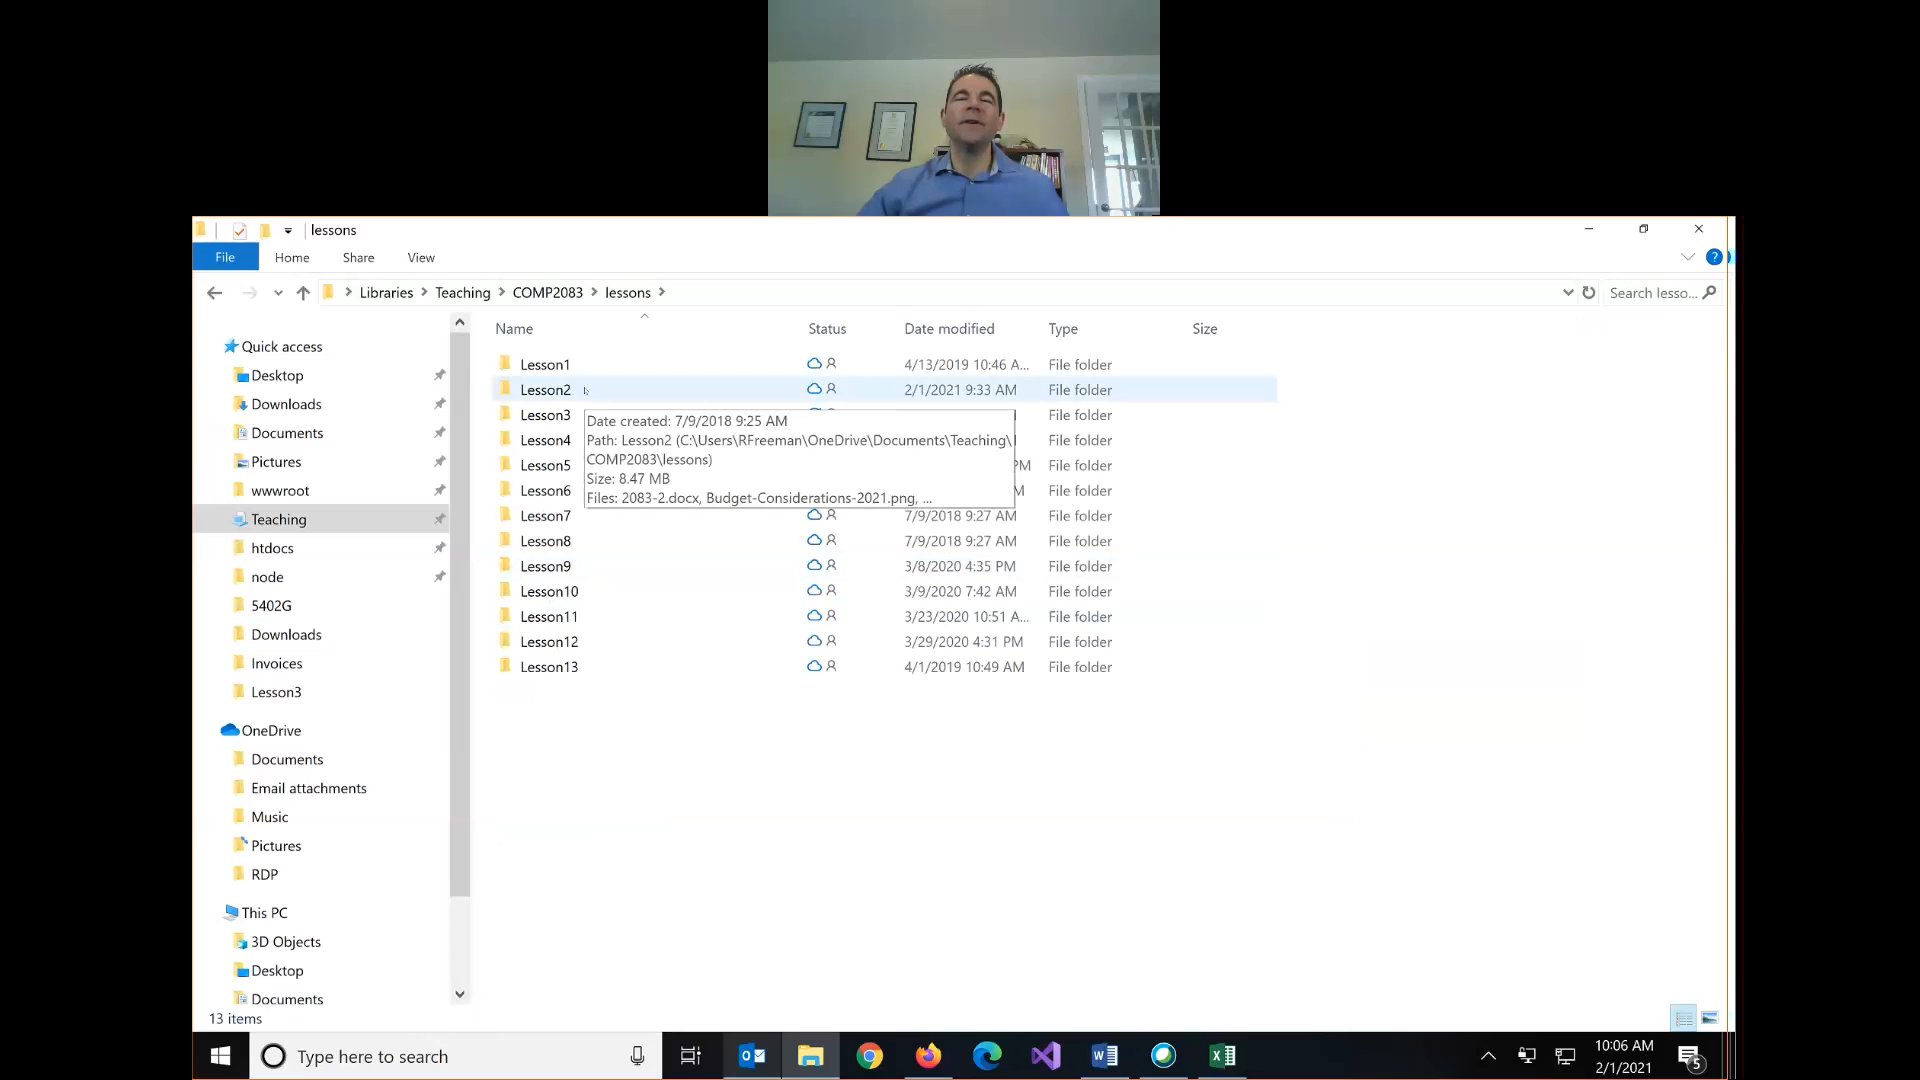 lessons
File Home Share View
Libraries Teaching COMP2083 lessons
Search lesso...
Name Status Date modified Type Size
Quick access
Desktop
Downloads
Documents
Pictures
wwwroot
Teaching
htdocs
node
5402G
Downloads
Invoices
Lesson3
OneDrive
Documents
Email attachments
Music
Pictures
RDP
This PC
3D Objects
Desktop
Documents
Lesson1 4/13/2019 10:46 A... File folder
Lesson2 2/1/2021 9:33 AM File folder
Lesson3 File folder
Lesson4 File folder
Lesson5 PM File folder
Lesson6 M File folder
Lesson7 7/9/2018 9:27 AM File folder
Lesson8 7/9/2018 9:27 AM File folder
Lesson9 3/8/2020 4:35 PM File folder
Lesson10 3/9/2020 7:42 AM File folder
Lesson11 3/23/2020 10:51 A... File folder
Lesson12 3/29/2020 4:31 PM File folder
Lesson13 4/1/2019 10:49 AM File folder
Date created: 7/9/2018 9:25 AM
Path: Lesson2 (C:\Users\RFreeman\OneDrive\Documents\Teaching\
COMP2083\lessons)
Size: 8.47 MB
Files: 2083-2.docx, Budget-Considerations-2021.png, ...
13 items
Type here to search
10:06 AM
2/1/2021
5